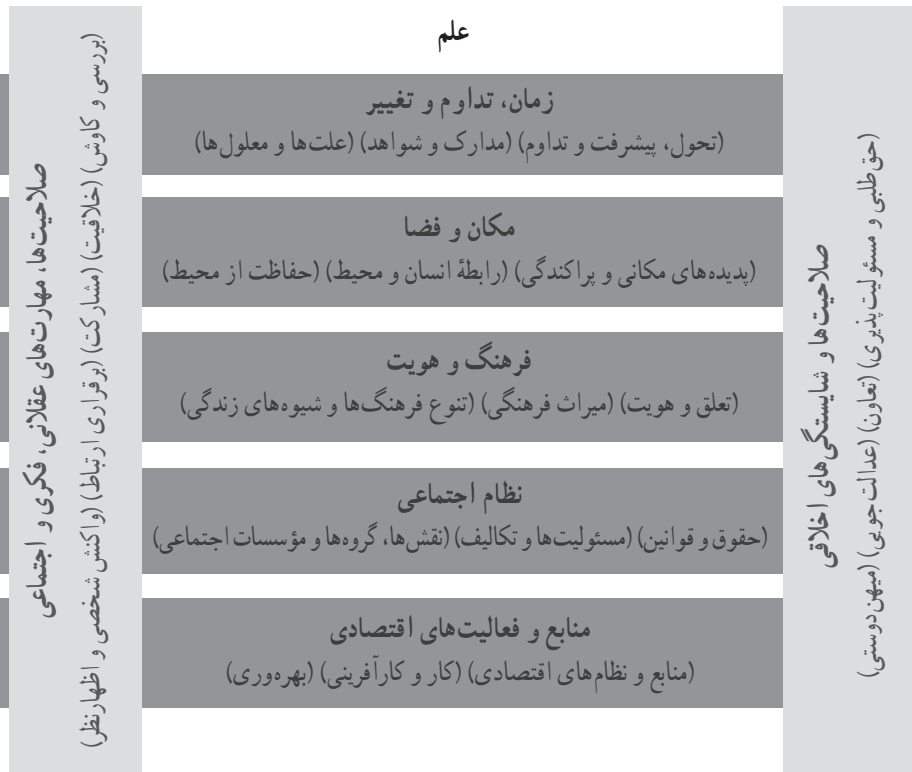 علم
صلاحیت‌ها و شایستگی‌های اخلاقی
(حق‌طلبی و مسئولیت‌پذیری) (تعاون) (عدالت‌جویی) (میهن‌دوستی)
زمان، تداوم و تغییر
(تحول، پیشرفت و تداوم) (مدارک و شواهد) (علت‌ها و معلول‌ها)
مکان و فضا
(پدیده‌های مکانی و پراکندگی) (رابطهٔ انسان و محیط) (حفاظت از محیط)
فرهنگ و هویت
(تعلق و هویت) (میراث فرهنگی) (تنوع فرهنگ‌ها و شیوه‌های زندگی)
نظام اجتماعی
(حقوق و قوانین) (مسئولیت‌ها و تکالیف) (نقش‌ها، گروه‌ها و مؤسسات اجتماعی)
منابع و فعالیت‌های اقتصادی
(منابع و نظام‌های اقتصادی) (کار و کارآفرینی) (بهره‌وری)
صلاحیت‌ها، مهارت‌های عقلانی، فکری و اجتماعی
(بررسی و کاوش) (خلاقیت) (مشارکت) (برقراری ارتباط) (واکنش شخصی و اظهارنظر)